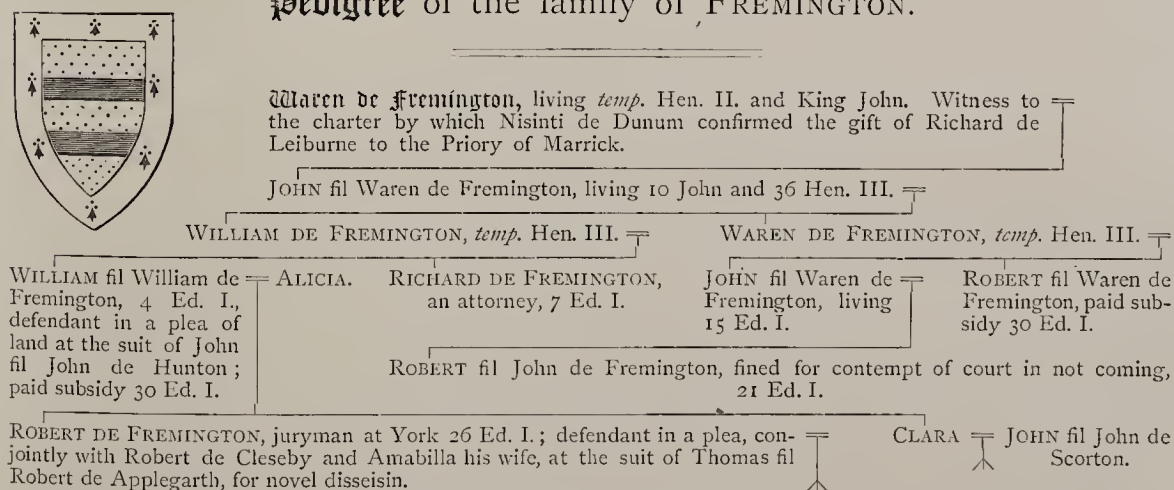 Pedigree of the family of FREMINGTON.
Waren de Fremington, living temp. Hen. II. and King John. Witness to
the charter by which Nisinti de Dunum confirmed the gift of Richard de
Leiburne to the Priory of Marrick.
JOHN fil Waren de Fremington, living 10 John and 36 Hen. III.
WILLIAM DE FREMINGTON, temp. Hen. III.
WAREN DE FREMINGTON, temp. Hen. III.
WILLIAM fil William de
Fremington, 4 Ed. I.,
defendant in a plea of
land at the suit of John
fil John de Hunton;
paid subsidy 30 Ed. I.
ALICIA.
RICHARD DE FREMINGTON,
an attorney, 7 Ed. I.
JOHN fil Waren de
Fremington, living
15 Ed. I.
ROBERT fil Waren de
Fremington, paid sub-
sidy 30 Ed. I.
ROBERT fil John de Fremington, fined for contempt of court in not coming,
21 Ed. I.
ROBERT DE FREMINGTON, juryman at York 26 Ed. I.; defendant in a plea, con-
jointly with Robert de Cleseby and Amabilla his wife, at the suit of Thomas fil
Robert de Applegarth, for novel disseisin.
CLARA
JOHN fil John de
Scorton.